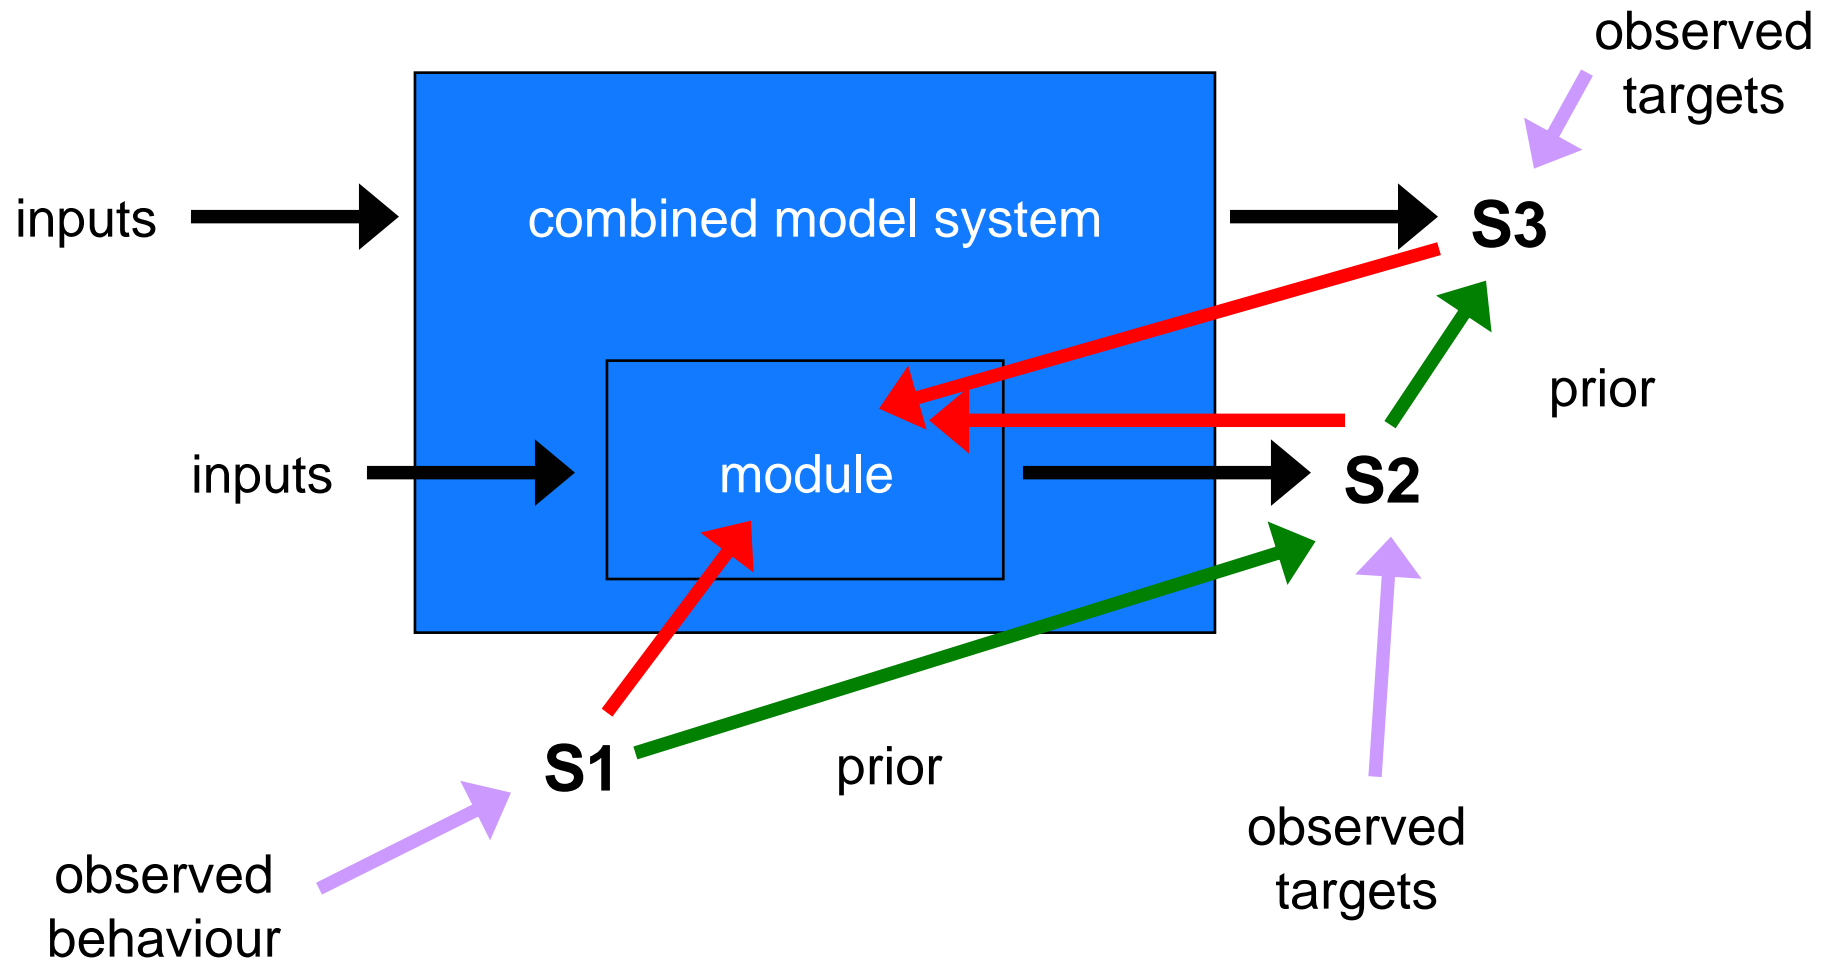 observed
targets
inputs
combined model system
S3
prior
inputs
module
S2
S1
prior
observed
targets
observed
behaviour